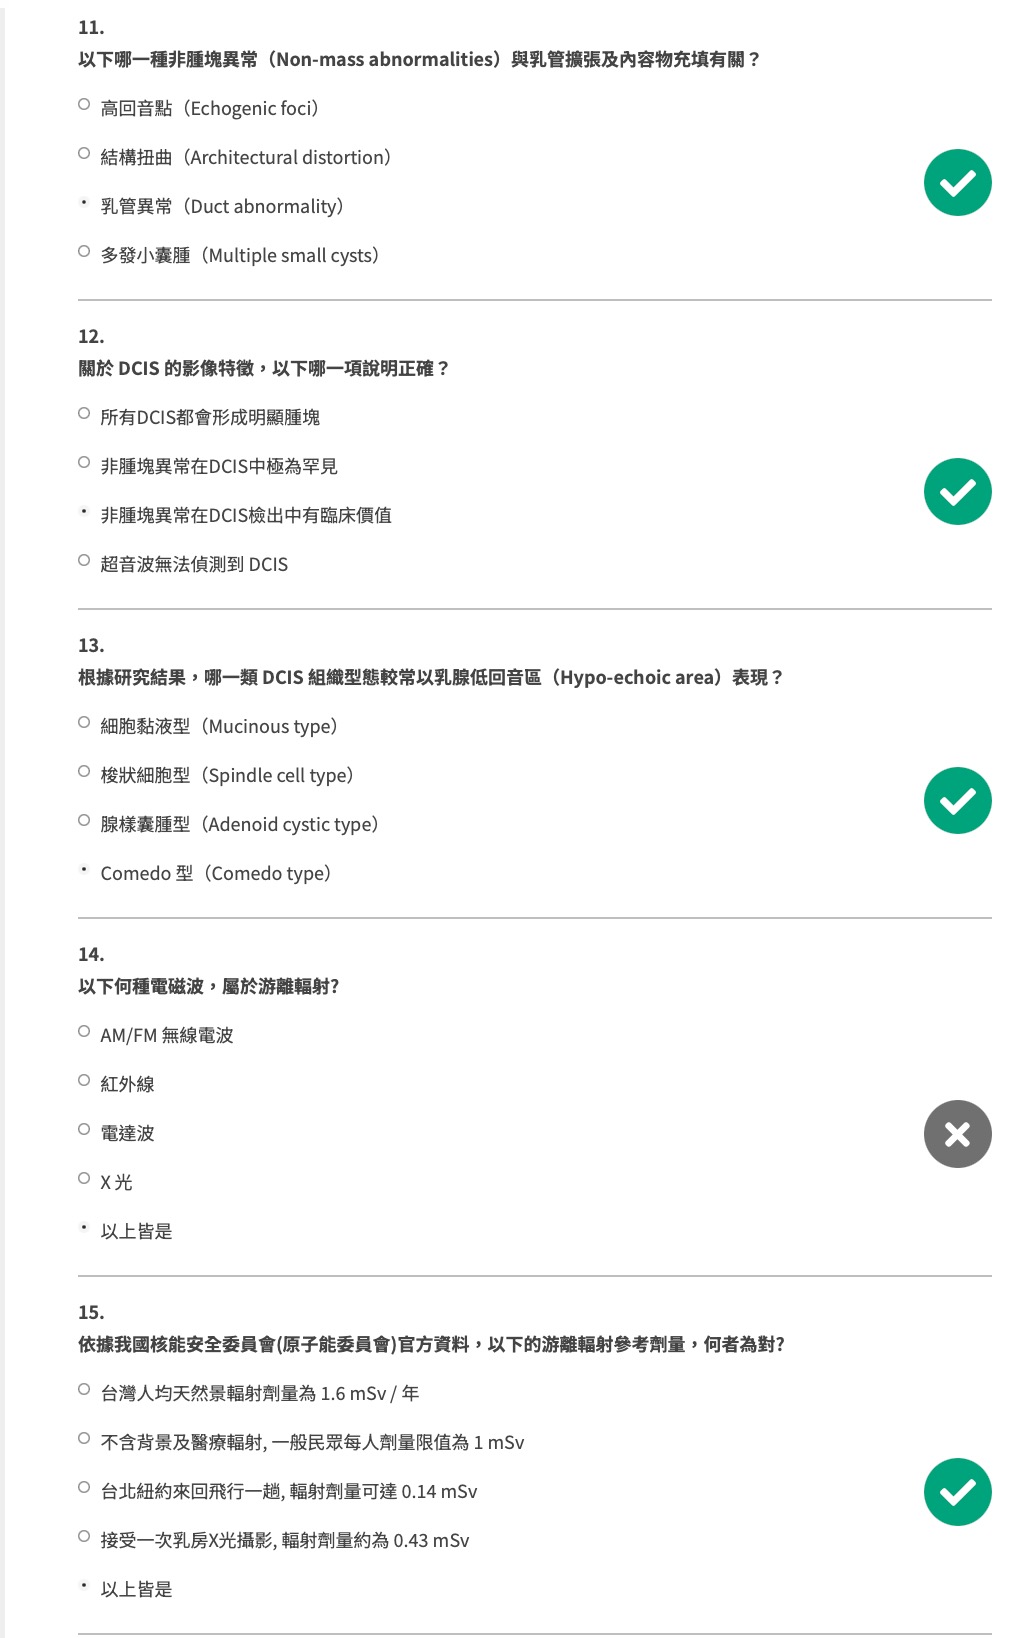 11.
以下哪一種非腫塊異常（Non-mass abnormalities）與乳管擴張及內容物充填有關？
高回音點（Echogenic foci）
結構扭曲（Architectural distortion）
乳管異常（Duct abnormality）
多發小囊腫（Multiple small cysts）
12.
關於 DCIS 的影像特徵，以下哪一項說明正確？
所有DCIS都會形成明顯腫塊
非腫塊異常在DCIS中極為罕見
非腫塊異常在DCIS檢出中有臨床價值
超音波無法偵測到 DCIS
13.
根據研究結果，哪一類 DCIS 組織型態較常以乳腺低回音區（Hypo-echoic area）表現？
細胞黏液型（Mucinous type）
梭狀細胞型（Spindle cell type）
腺樣囊腫型（Adenoid cystic type）
Comedo 型（Comedo type）
14.
以下何種電磁波，屬於游離輻射?
AM/FM 無線電波
紅外線
電達波
X 光
以上皆是
15.
依據我國核能安全委員會(原子能委員會)官方資料，以下的游離輻射參考劑量，何者為對?
台灣人均天然景輻射劑量為 1.6 mSv / 年
不含背景及醫療輻射, 一般民眾每人劑量限值為 1 mSv
台北紐約來回飛行一趟, 輻射劑量可達 0.14 mSv
接受一次乳房X光攝影, 輻射劑量約為 0.43 mSv
以上皆是